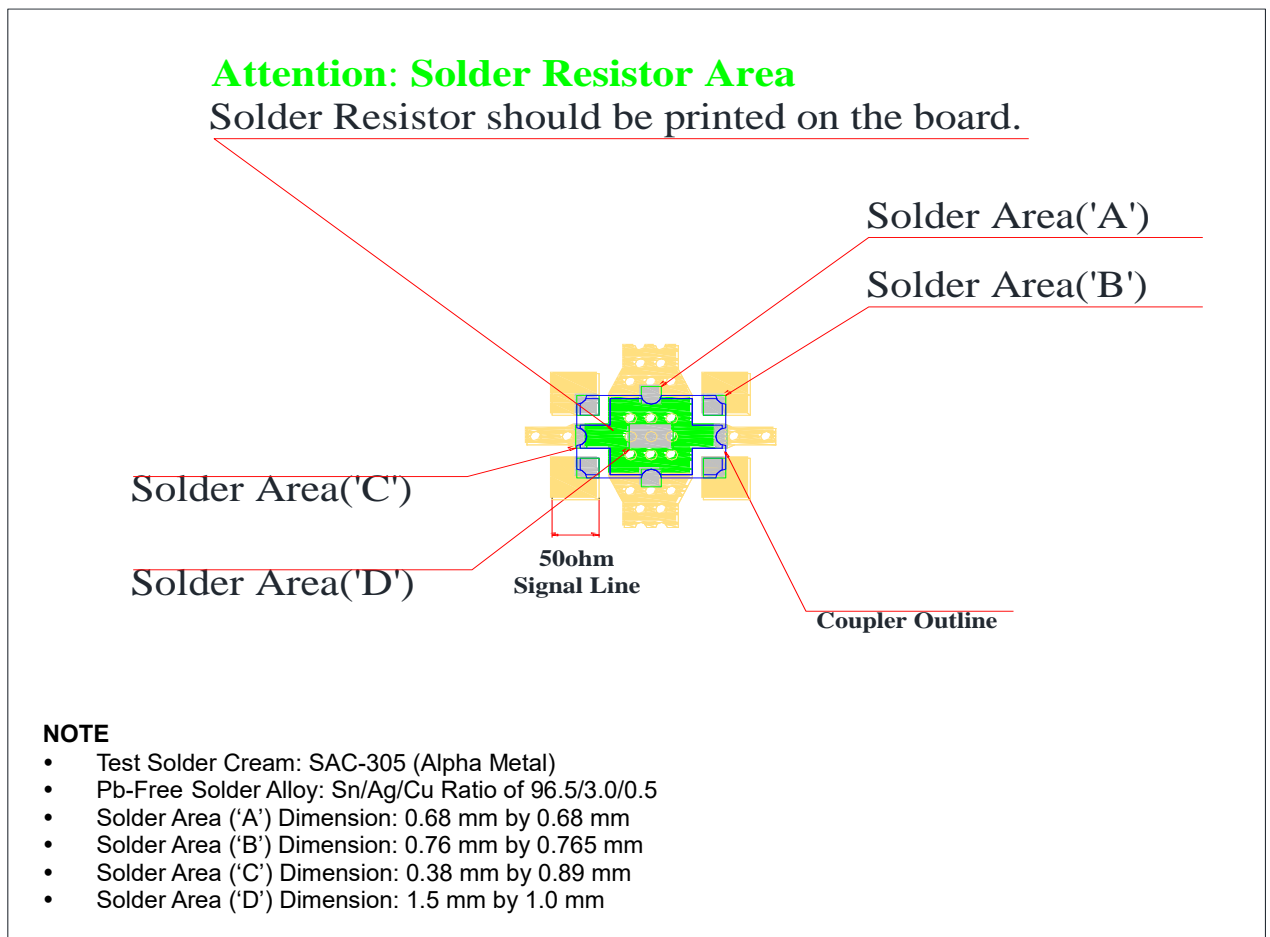 Attention: Solder Resistor Area
Solder Resistor should be printed on the board.
Solder Area('A')
Solder Area('B')
Solder Area('C')
Solder Area('D')
50ohm
Signal Line
Coupler Outline
NOTE
• Test Solder Cream: SAC-305 (Alpha Metal)
• Pb-Free Solder Alloy: Sn/Ag/Cu Ratio of 96.5/3.0/0.5
• Solder Area (‘A’) Dimension: 0.68 mm by 0.68 mm
• Solder Area (‘B’) Dimension: 0.76 mm by 0.765 mm
• Solder Area (‘C’) Dimension: 0.38 mm by 0.89 mm
• Solder Area (‘D’) Dimension: 1.5 mm by 1.0 mm